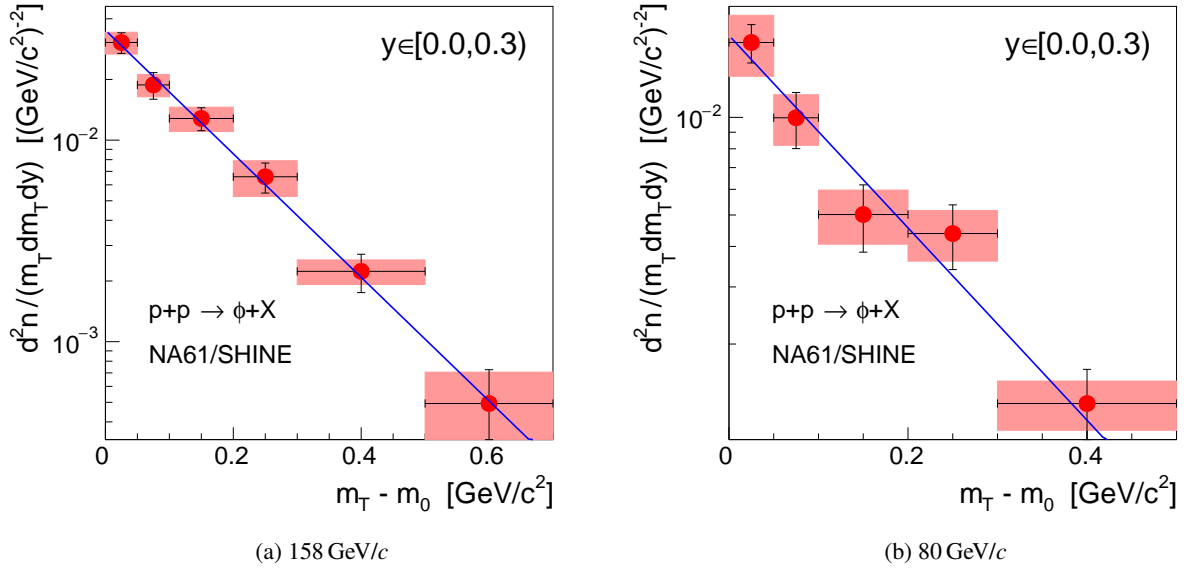 y∈[0.0,0.3)
d²n/(m_T dm_T dy) [(GeV/c²)⁻²]
10⁻²
10⁻³
p+p → ϕ+X
NA61/SHINE
0 0.2 0.4 0.6
m_T - m_0 [GeV/c²]
(a) 158 GeV/c
y∈[0.0,0.3)
d²n/(m_T dm_T dy) [(GeV/c²)⁻²]
10⁻²
p+p → ϕ+X
NA61/SHINE
0 0.2 0.4
m_T - m_0 [GeV/c²]
(b) 80 GeV/c